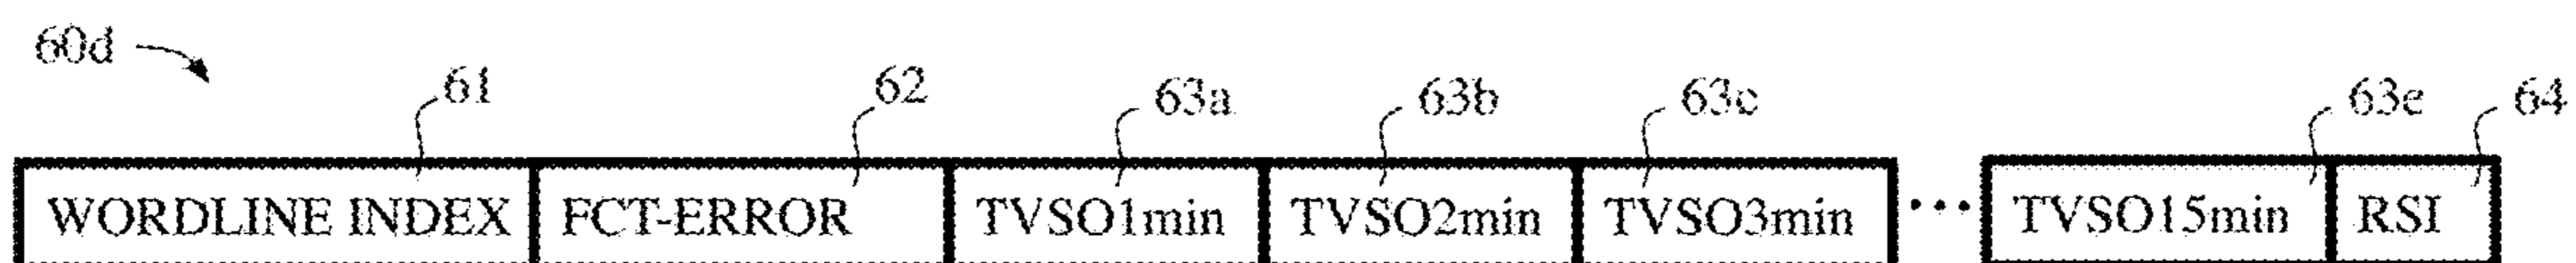 60d
61 62 63a 63b 63c 63e 64
WORDLINE INDEX FCT-ERROR TVSO1min TVSO2min TVSO3min ••• TVSO15min RSI